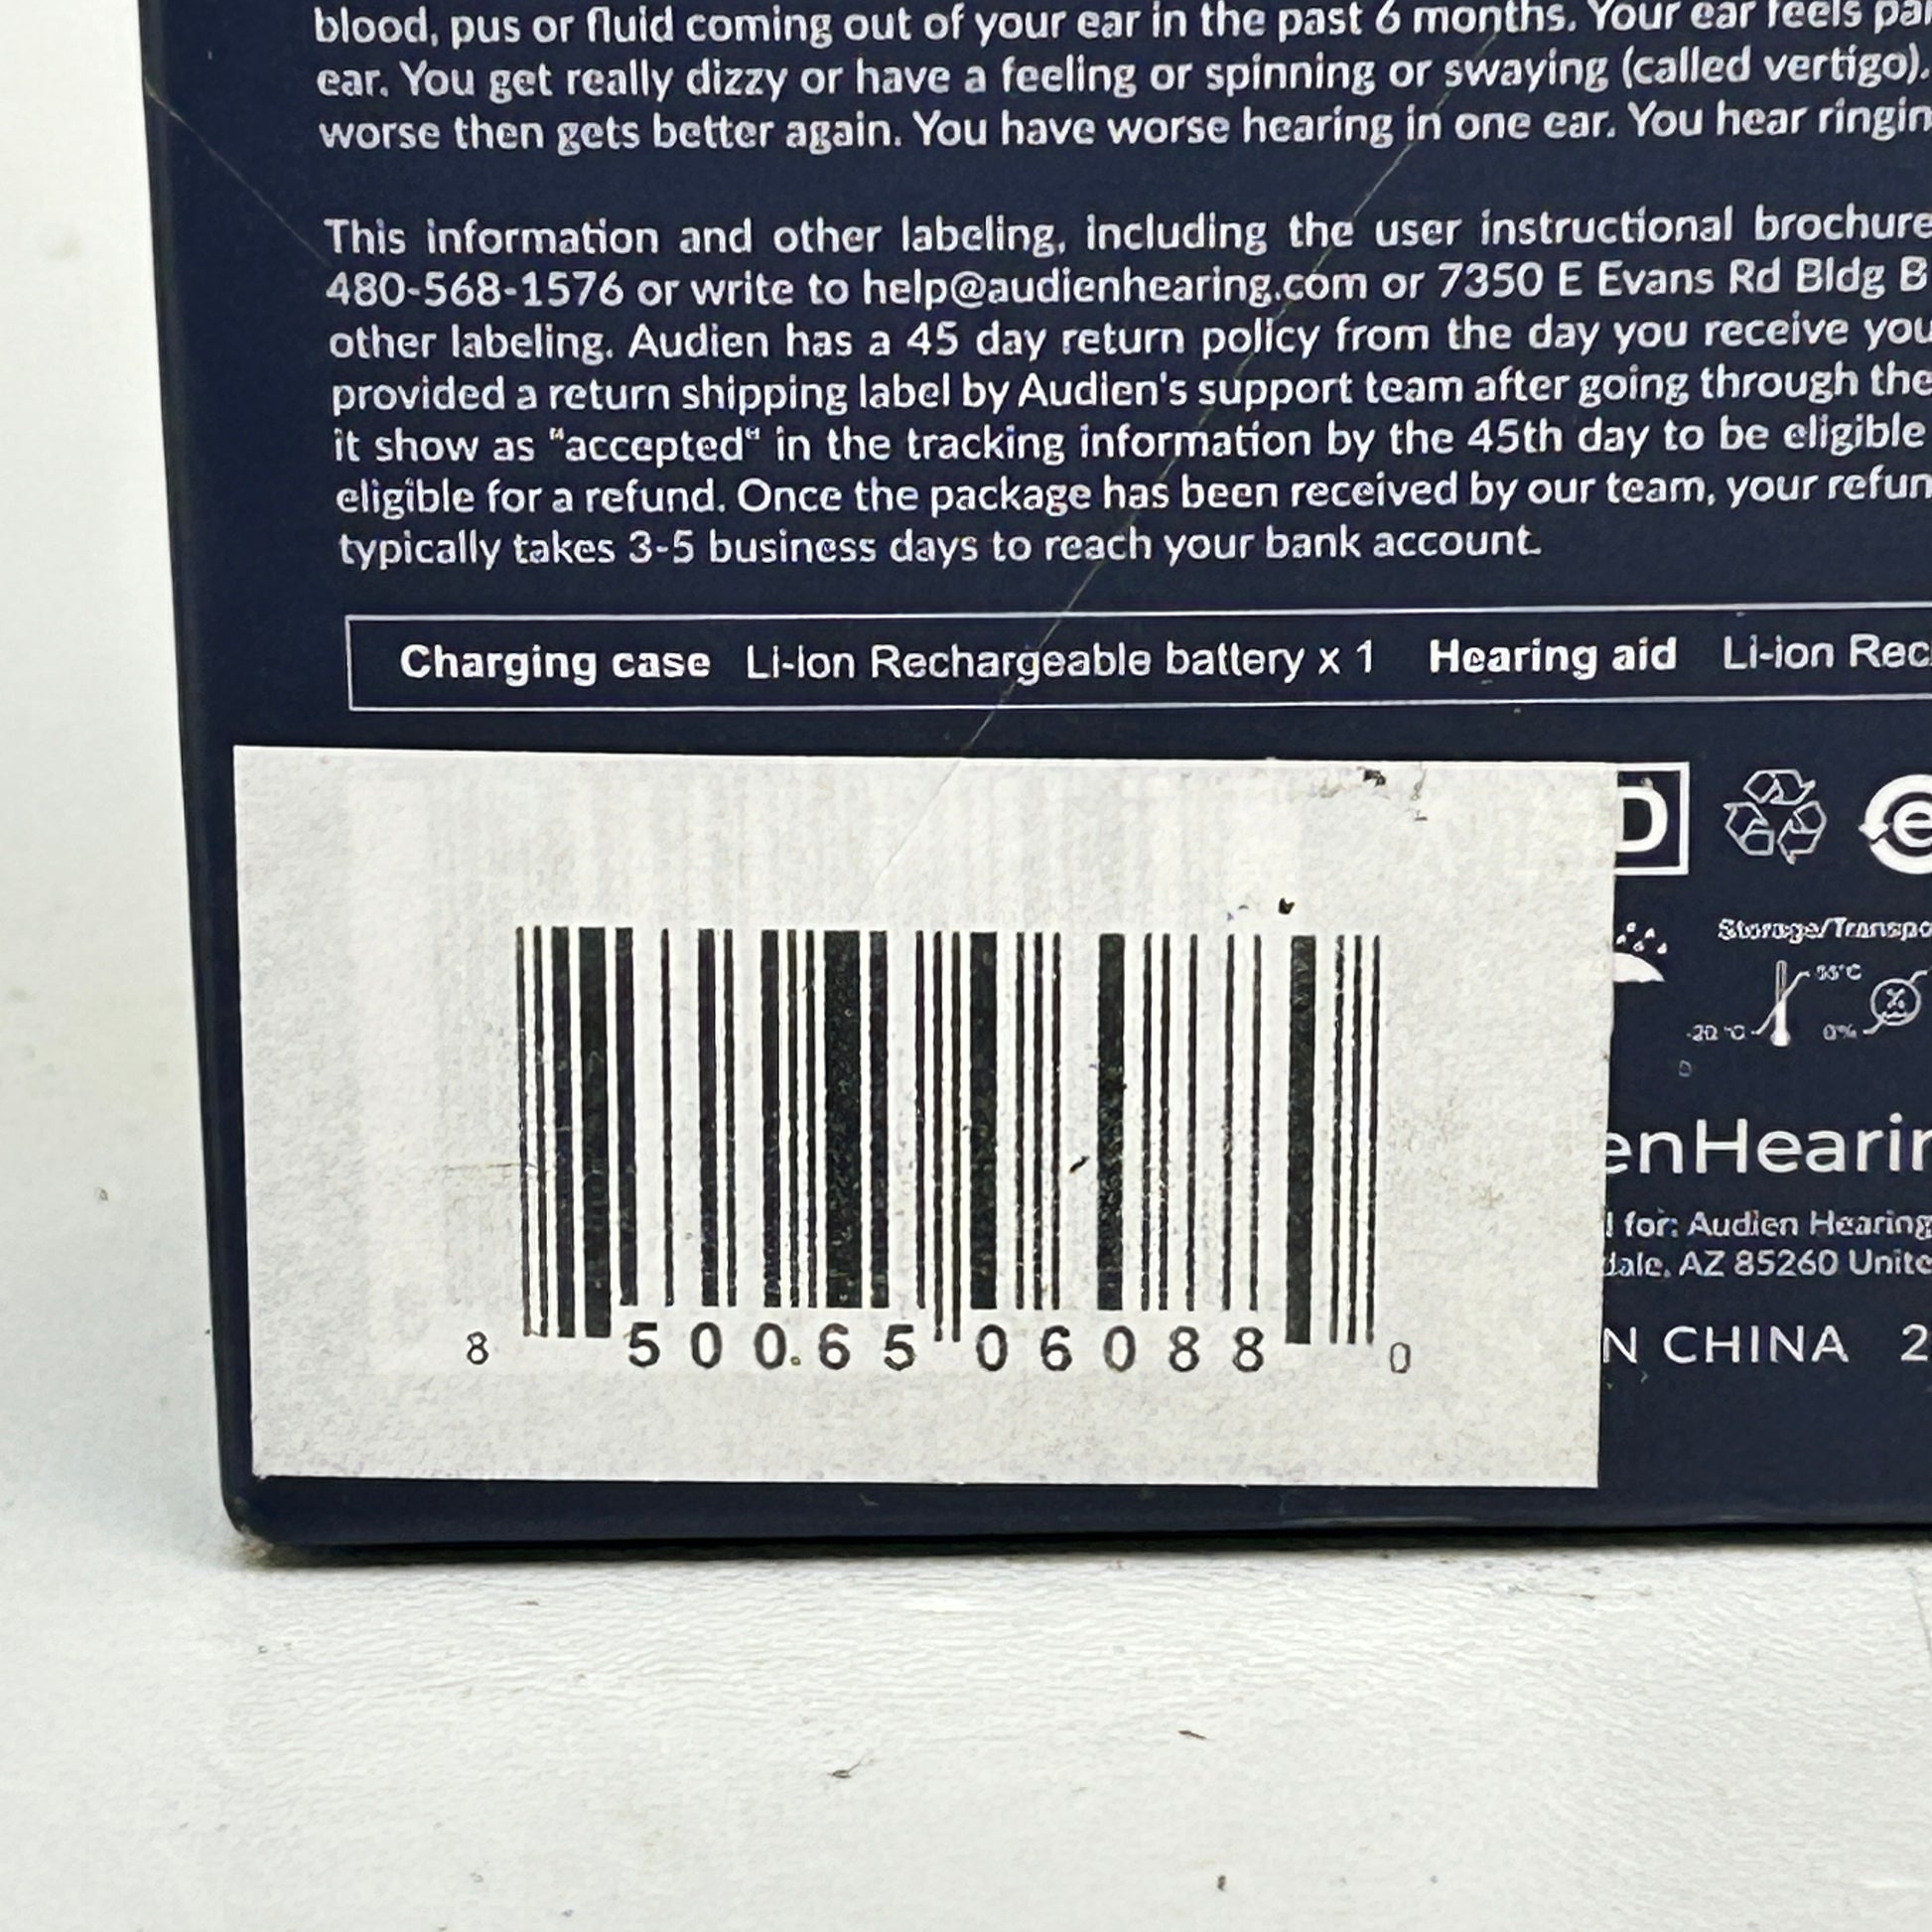 blood, pus or fluid coming out of your ear in the past 6 months. Your ear feels
ear. You get really dizzy or have a feeling or spinning or swaying (called vertigo).
worse then gets better again. You have worse hearing in one ear. You hear
This information and other labeling, including the user instructional brochure
480-568-1576 or write to help@audienhearing.com or 7350 E Evans Rd Bldg B
other labeling. Audien has a 45 day return policy from the day you receive
provided a return shipping label by Audien's support team after going through the
it show as "accepted" in the tracking information by the 45th day to be eligible
eligible for a refund. Once the package has been received by our team, your
typically takes 3-5 business days to reach your bank account.
Charging case Li-Ion Rechargeable battery x 1 Hearing aid Li-ion Rec
D
e
Storage/Transpo
-20 °C
0%
enHearin
for: Audien Hearing
dale, AZ 85260 Unite
N CHINA 2
8 50065 06088 0